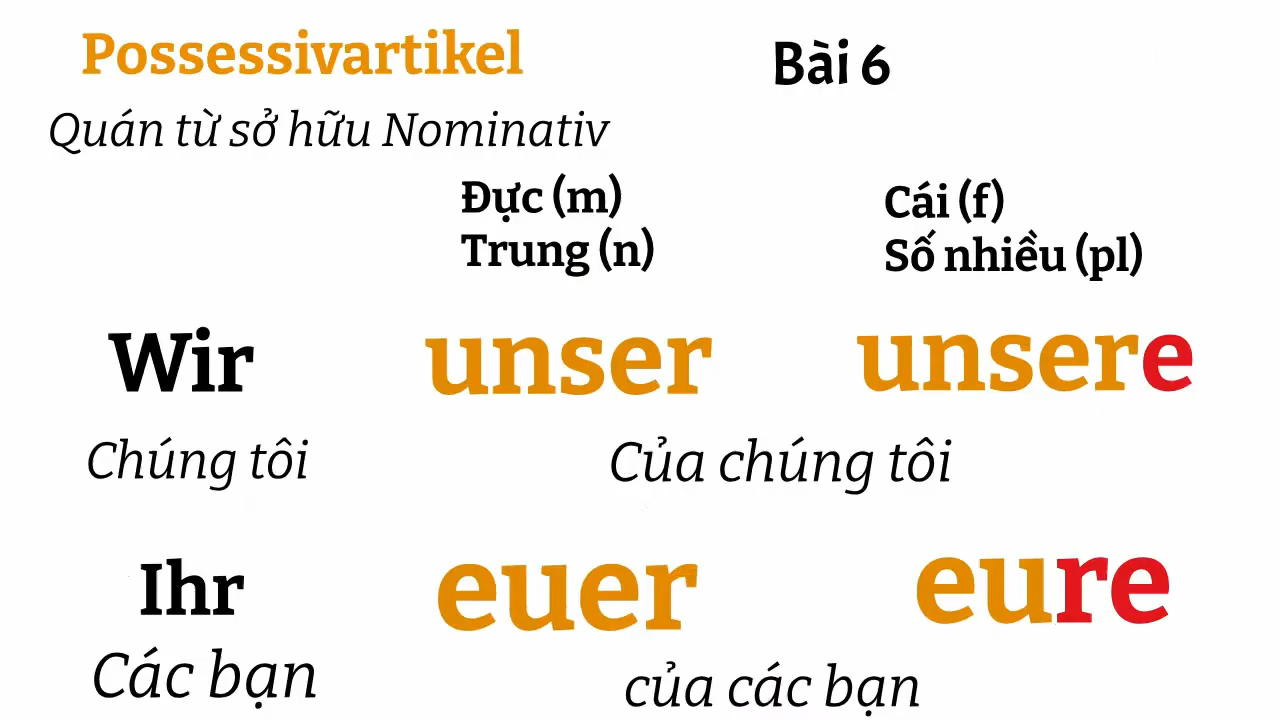 Possessivartikel
Bài 6
Quán từ sở hữu Nominativ
Đực (m)
Trung (n)
Cái (f)
Số nhiều (pl)
Wir unser unsere
Chúng tôi Của chúng tôi
Ihr euer eure
Các bạn của các bạn